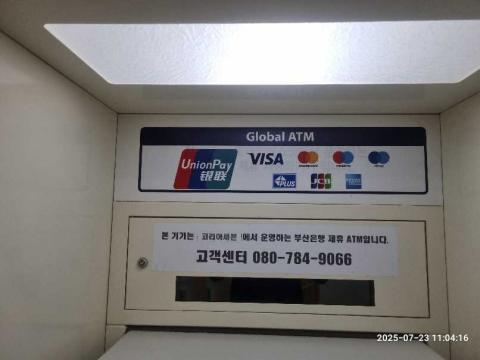 Global ATM
UnionPay
银联
VISA
PLUS
JCB
본 기기는 코리아세븐 에서 운영하는 부산은행 제휴 ATM입니다.
고객센터 080-784-9066
2025-07-23 11:04:16